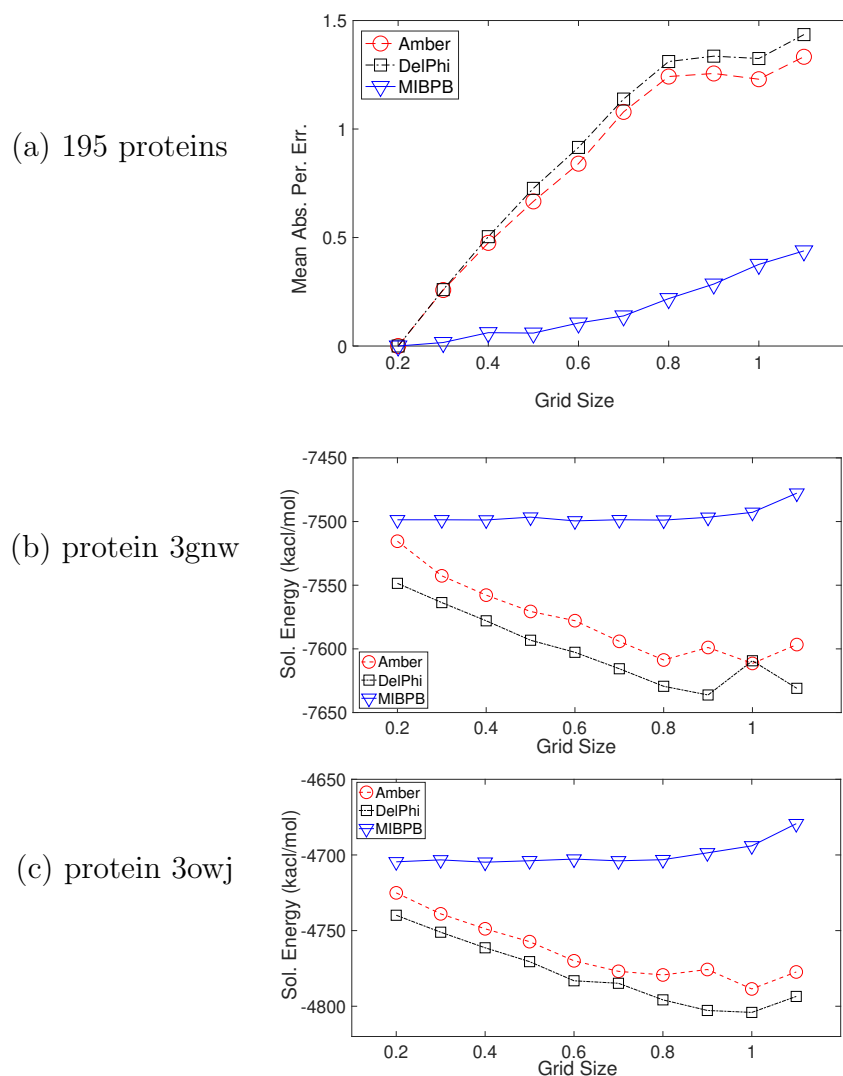 (a) 195 proteins
Mean Abs. Per. Err.
1.5
1
0.5
0
Amber
DelPhi
MIBPB
0.2 0.4 0.6 0.8 1
Grid Size
(b) protein 3gnw
Sol. Energy (kacl/mol)
-7450
-7500
-7550
-7600
-7650
Amber
DelPhi
MIBPB
0.2 0.4 0.6 0.8 1
Grid Size
(c) protein 3owj
Sol. Energy (kacl/mol)
-4650
-4700
-4750
-4800
Amber
DelPhi
MIBPB
0.2 0.4 0.6 0.8 1
Grid Size